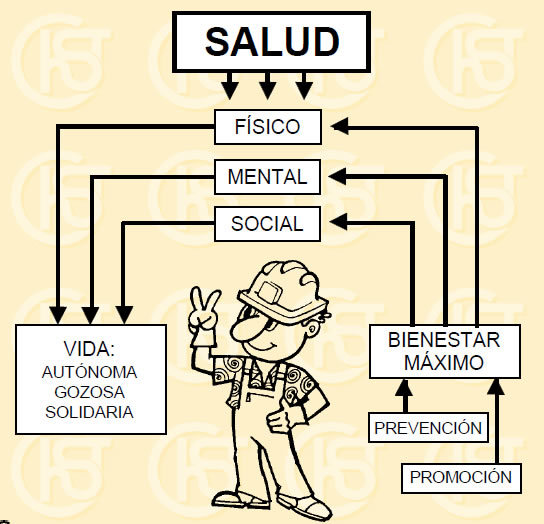 SALUD
FÍSICO
MENTAL
SOCIAL
VIDA:
AUTÓNOMA
GOZOSA
SOLIDARIA
BIENESTAR
MÁXIMO
PREVENCIÓN
PROMOCIÓN